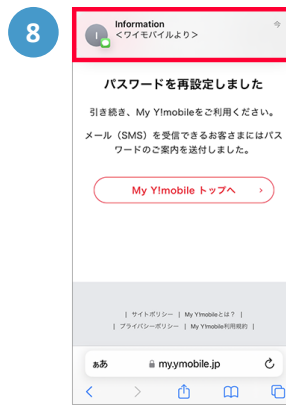 8
Information
今
I
<ワイモバイルより>
パスワードを再設定しました
引き続き、My Y!mobileをご利用ください。
メール（SMS）を受信できるお客さまにはパス
ワードのご案内を送付しました。
My Y!mobile トップへ
| サイトポリシー | My Y!mobileとは？ |
| プライバシーポリシー | My Y!mobile利用規約 |
ぁあ my.ymobile.jp